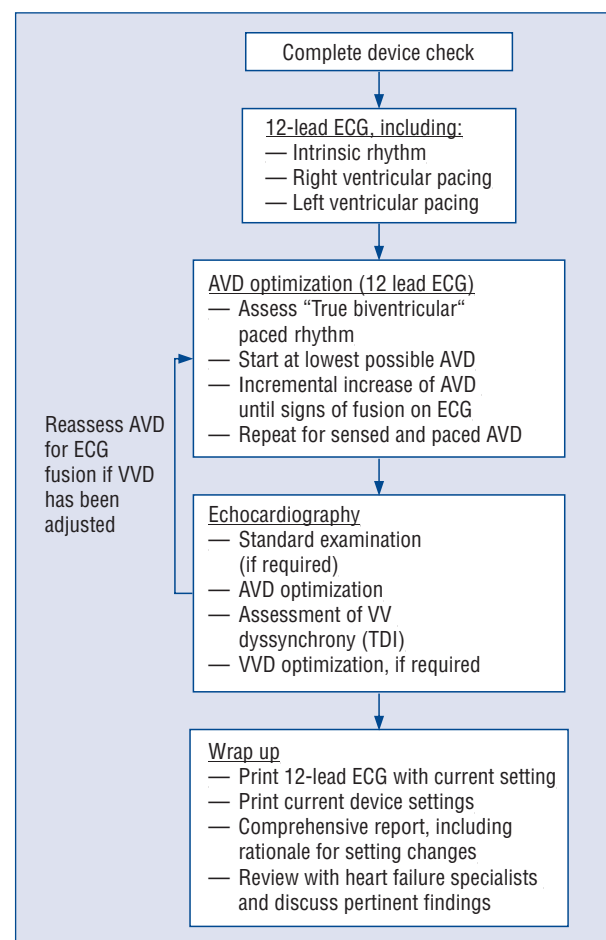 Complete device check
12-lead ECG, including:
— Intrinsic rhythm
— Right ventricular pacing
— Left ventricular pacing
AVD optimization (12 lead ECG)
— Assess “True biventricular“
paced rhythm
— Start at lowest possible AVD
— Incremental increase of AVD
until signs of fusion on ECG
— Repeat for sensed and paced AVD
Reassess AVD
for ECG
fusion if VVD
has been
adjusted
Echocardiography
— Standard examination
(if required)
— AVD optimization
— Assessment of VV
dyssynchrony (TDI)
— VVD optimization, if required
Wrap up
— Print 12-lead ECG with current setting
— Print current device settings
— Comprehensive report, including
rationale for setting changes
— Review with heart failure specialists
and discuss pertinent findings